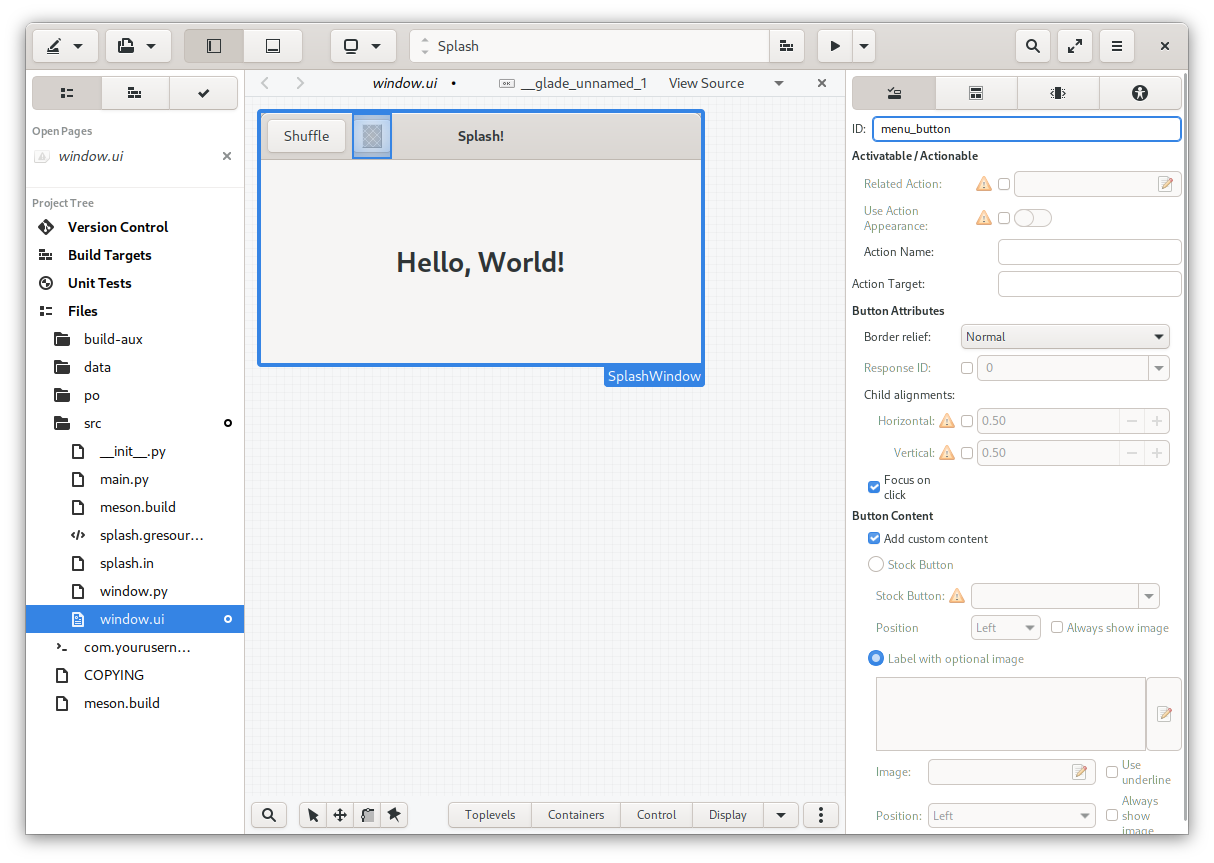 Splash
window.ui •
__glade_unnamed_1
View Source
Open Pages
window.ui
Project Tree
Version Control
Build Targets
Unit Tests
Files
build-aux
data
po
src
__init__.py
main.py
meson.build
splash.gresour…
splash.in
window.py
window.ui
com.yourusern…
COPYING
meson.build
Shuffle
Splash!
Hello, World!
SplashWindow
Toplevels
Containers
Control
Display
ID: menu_button
Activatable / Actionable
Related Action:
Use Action
Appearance:
Action Name:
Action Target:
Button Attributes
Border relief: Normal
Response ID: 0
Child alignments:
Horizontal: 0.50
Vertical: 0.50
Focus on
click
Button Content
Add custom content
Stock Button
Stock Button:
Position Left Always show image
Label with optional image
Image:
Use
underline
Position: Left
Always
show
image